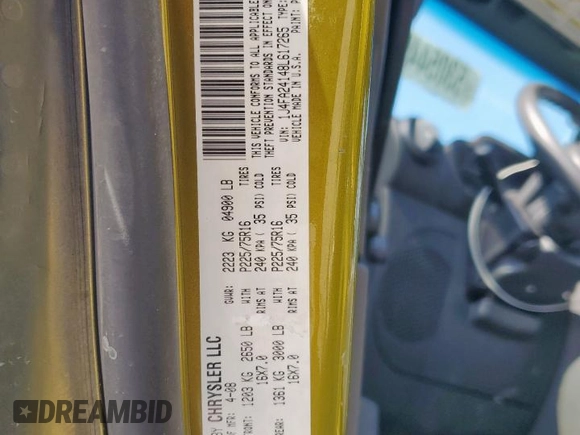 BY CHRYSLER LLC
4-08
GVWR: 2223 KG 04900 LB
1203 KG 2650 LB WITH P225/75R16 TIRES
16X7.0 RIMS AT 240 KPA ( 35 PSI) COLD
REAR: 1361 KG 3000 LB WITH P225/75R16 TIRES
16X7.0 RIMS AT 240 KPA ( 35 PSI) COLD
THIS VEHICLE CONFORMS TO ALL APPLICABLE
THEFT PREVENTION STANDARDS IN EFFECT ON
VIN: 1J4FA24148L617265 TYPE:
VEHICLE MADE IN U.S.A. PAINT:
DREAMBID